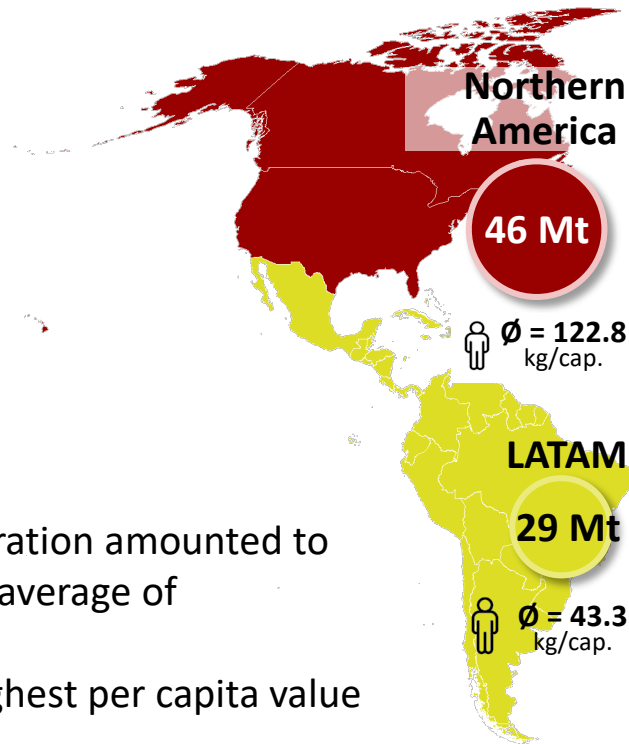 Northern
America
46 Mt
Ø = 122.8
kg/cap.
LATAM
29 Mt
Ø = 43.3
kg/cap.
ration amounted to
average of
ghest per capita value